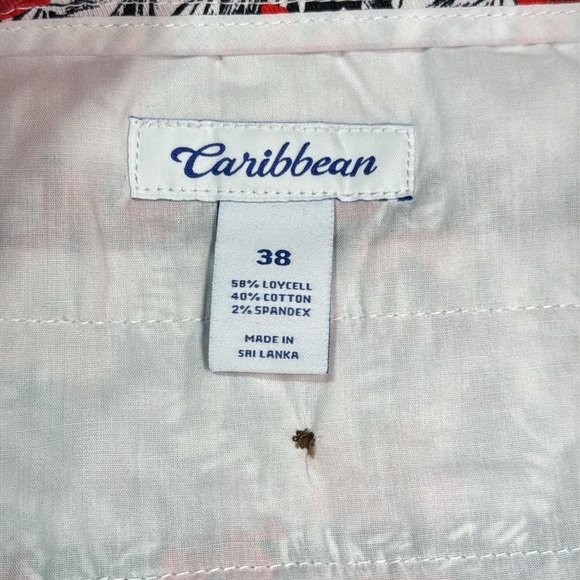 Caribbean
38
58% LOYCELL
40% COTTON
2% SPANDEX
MADE IN
SRI LANKA